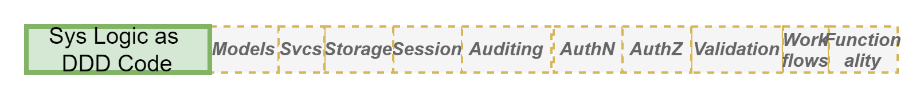 Sys Logic as
DDD Code
Models
Svcs
Storage
Session
Auditing
AuthN
AuthZ
Validation
Work
flows
Function
ality